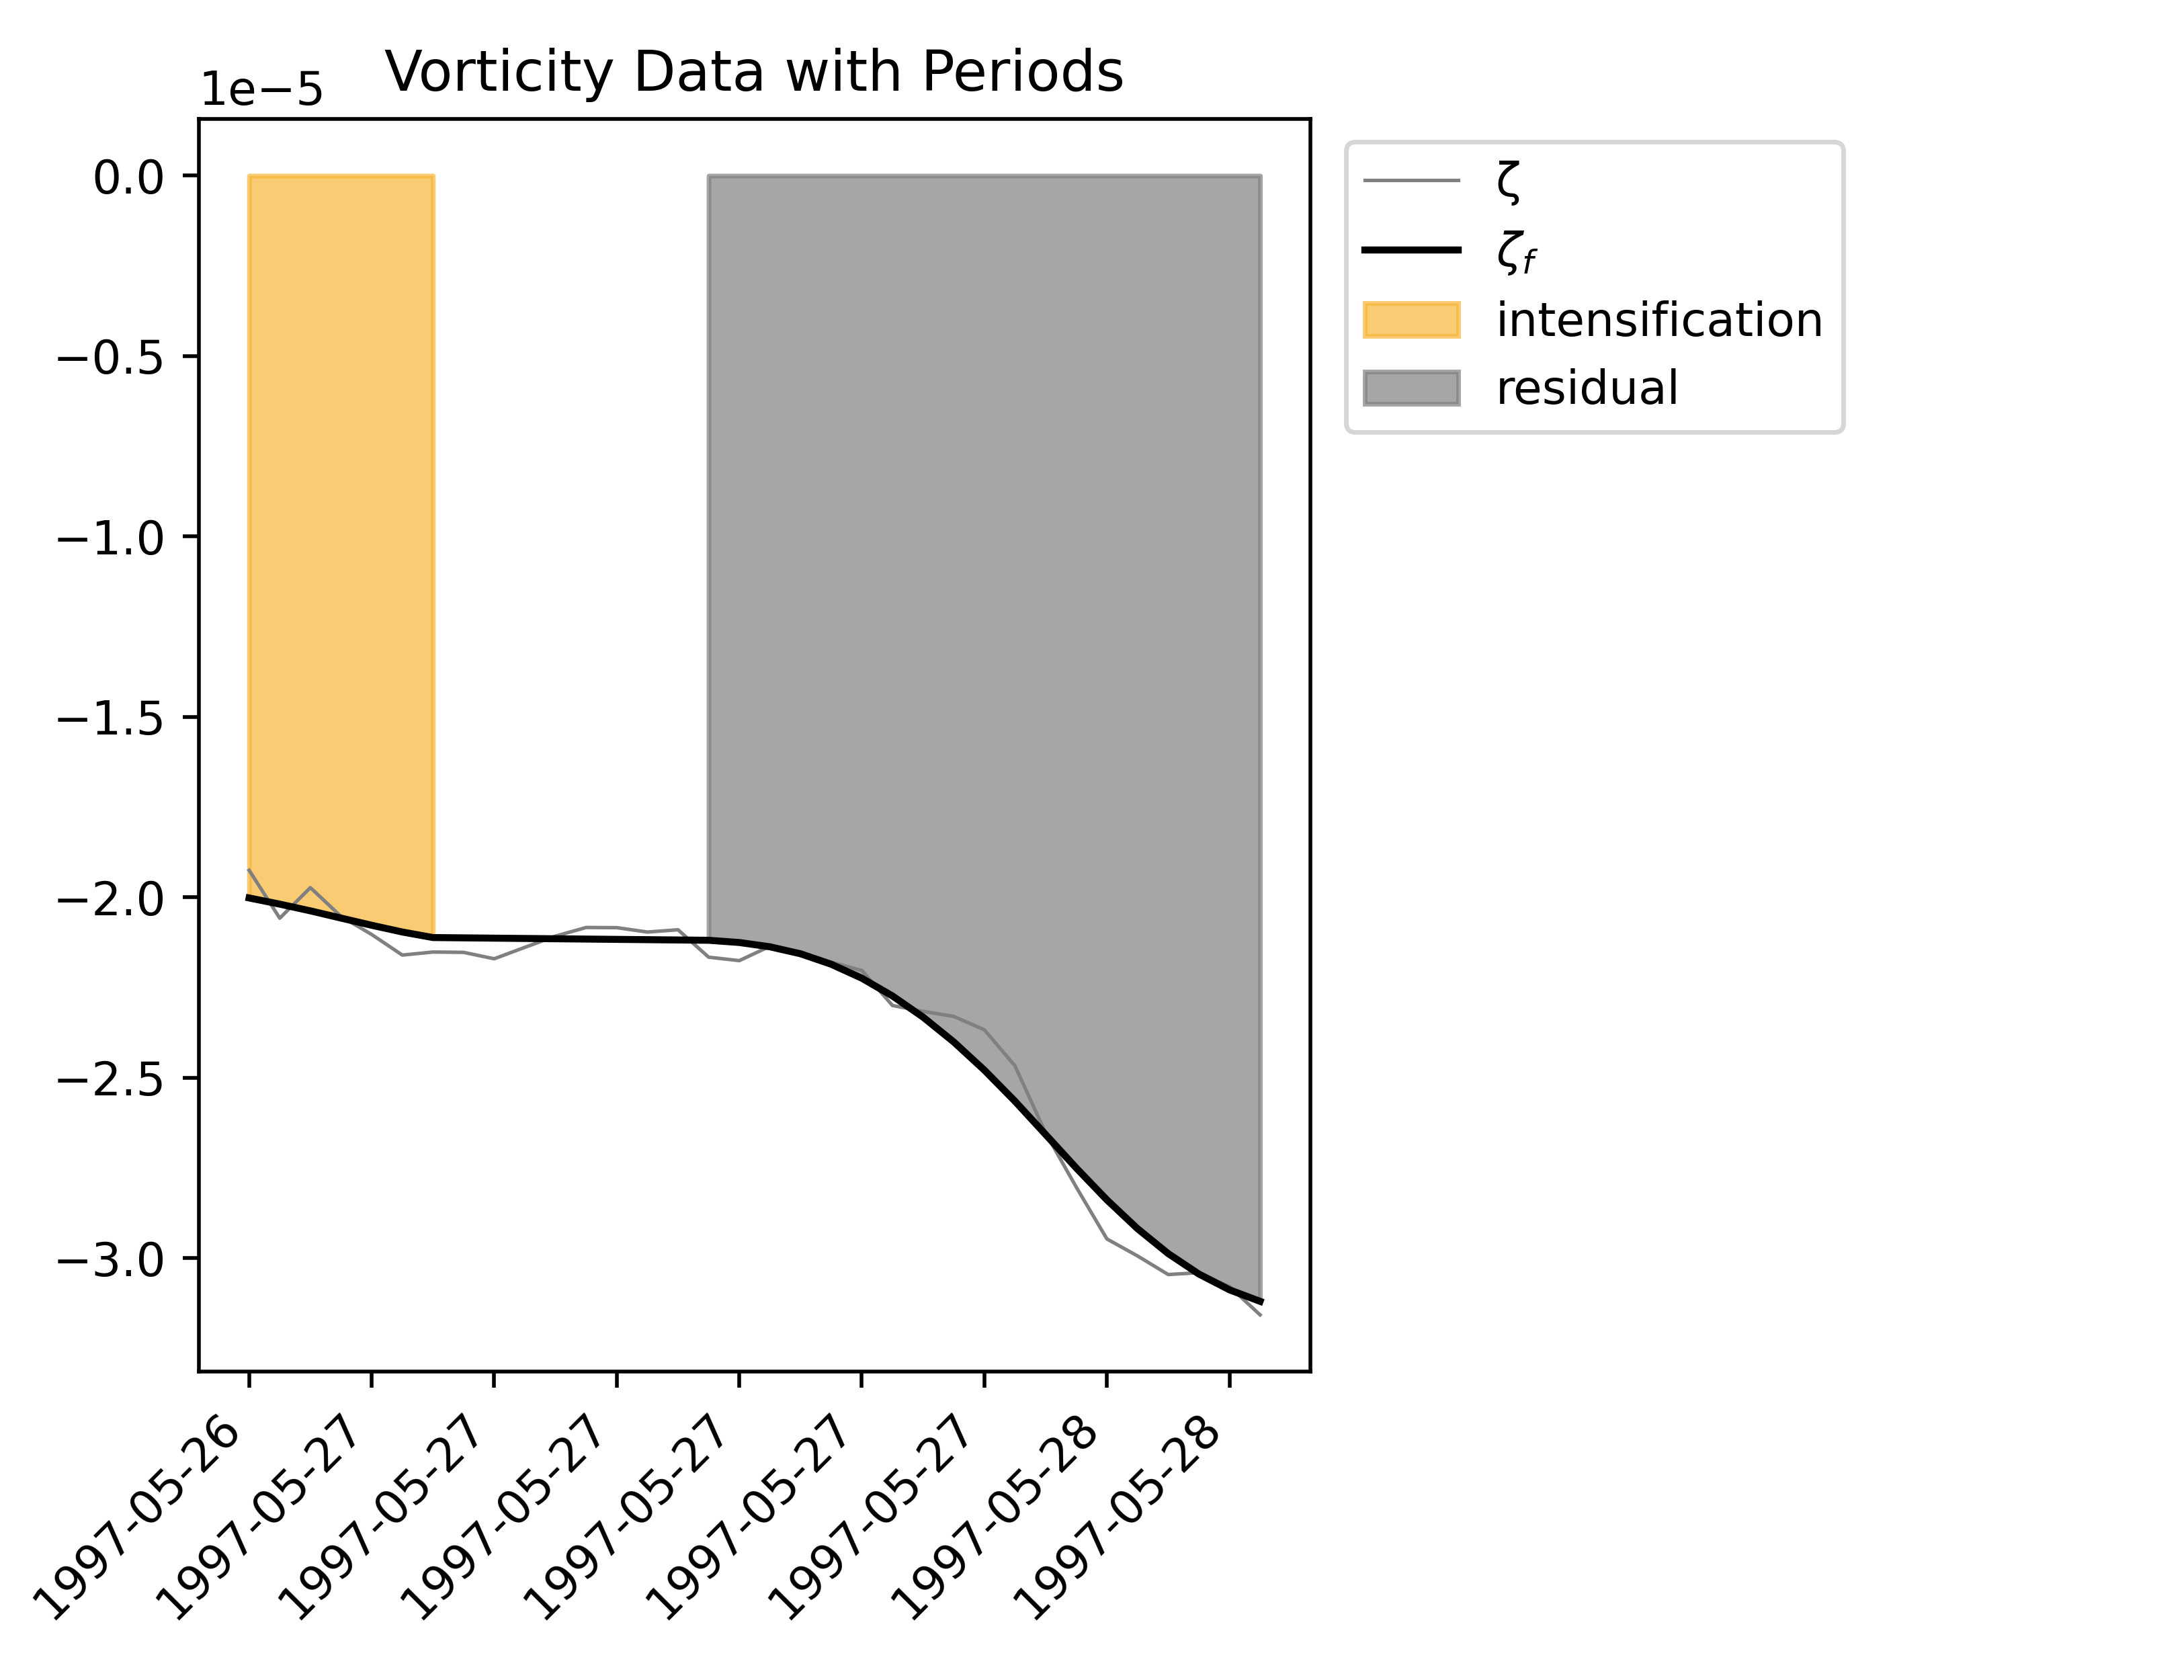 Vorticity Data with Periods
1e−5
0.0
−0.5
−1.0
−1.5
−2.0
−2.5
−3.0
1997-05-26
1997-05-27
1997-05-27
1997-05-27
1997-05-27
1997-05-27
1997-05-27
1997-05-28
1997-05-28
ζ
ζf
intensification
residual